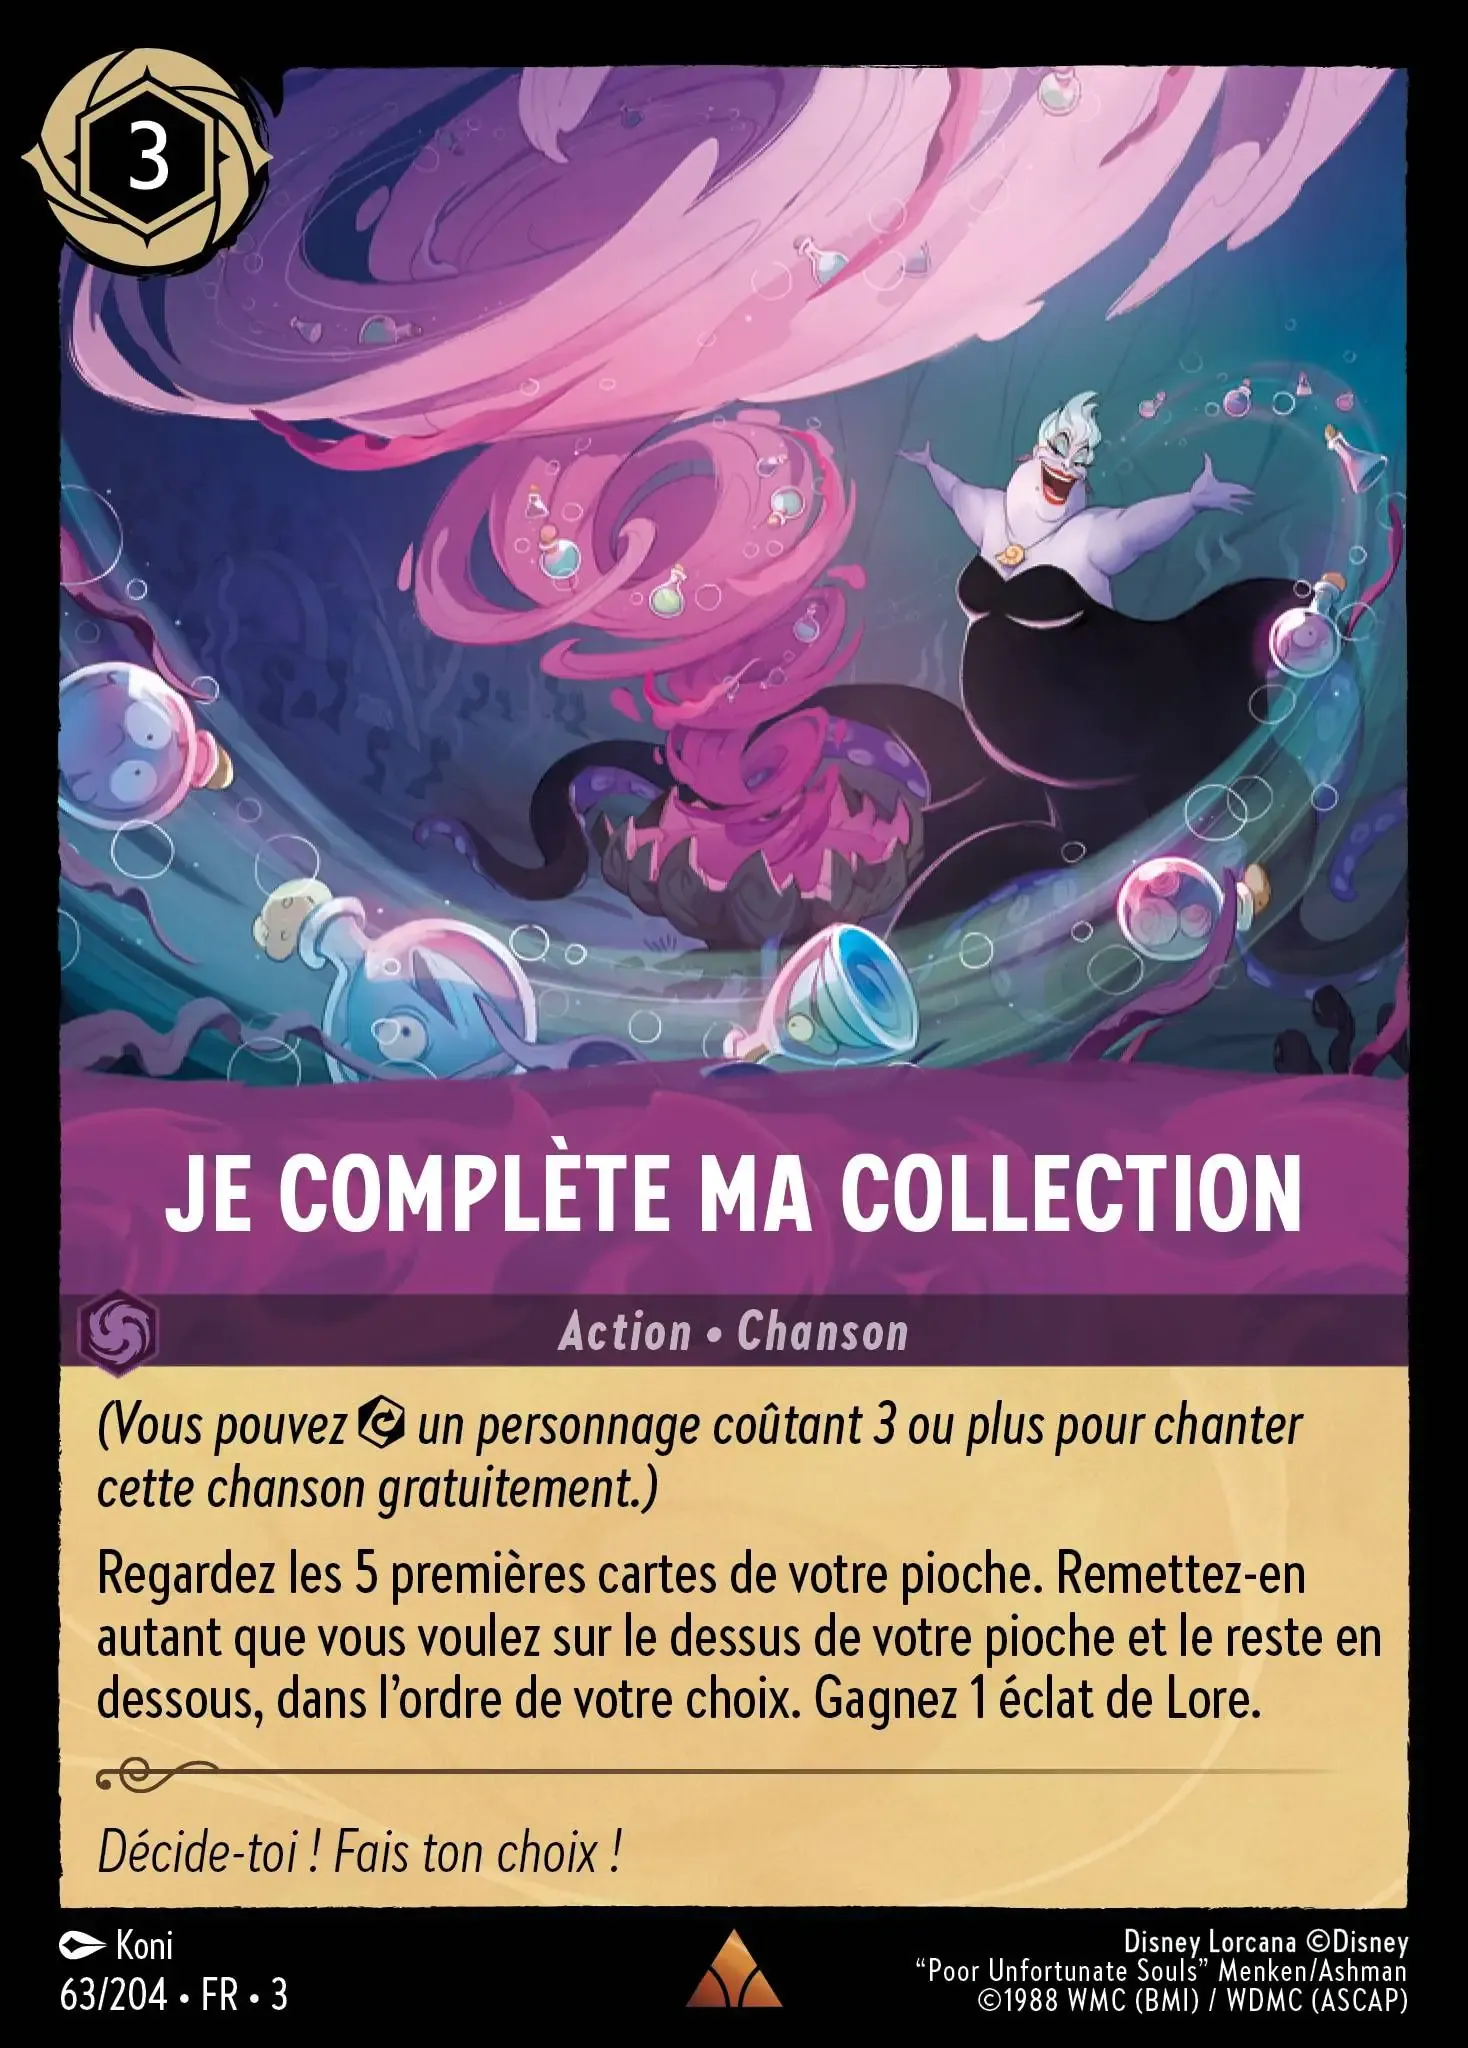 3
JE COMPLÈTE MA COLLECTION
Action • Chanson
(Vous pouvez un personnage coûtant 3 ou plus pour chanter
cette chanson gratuitement.)
Regardez les 5 premières cartes de votre pioche. Remettez-en
autant que vous voulez sur le dessus de votre pioche et le reste en
dessous, dans l’ordre de votre choix. Gagnez 1 éclat de Lore.
Décide-toi ! Fais ton choix !
Koni
63/204 • FR • 3
Disney Lorcana ©Disney
“Poor Unfortunate Souls” Menken/Ashman
©1988 WMC (BMI) / WDMC (ASCAP)